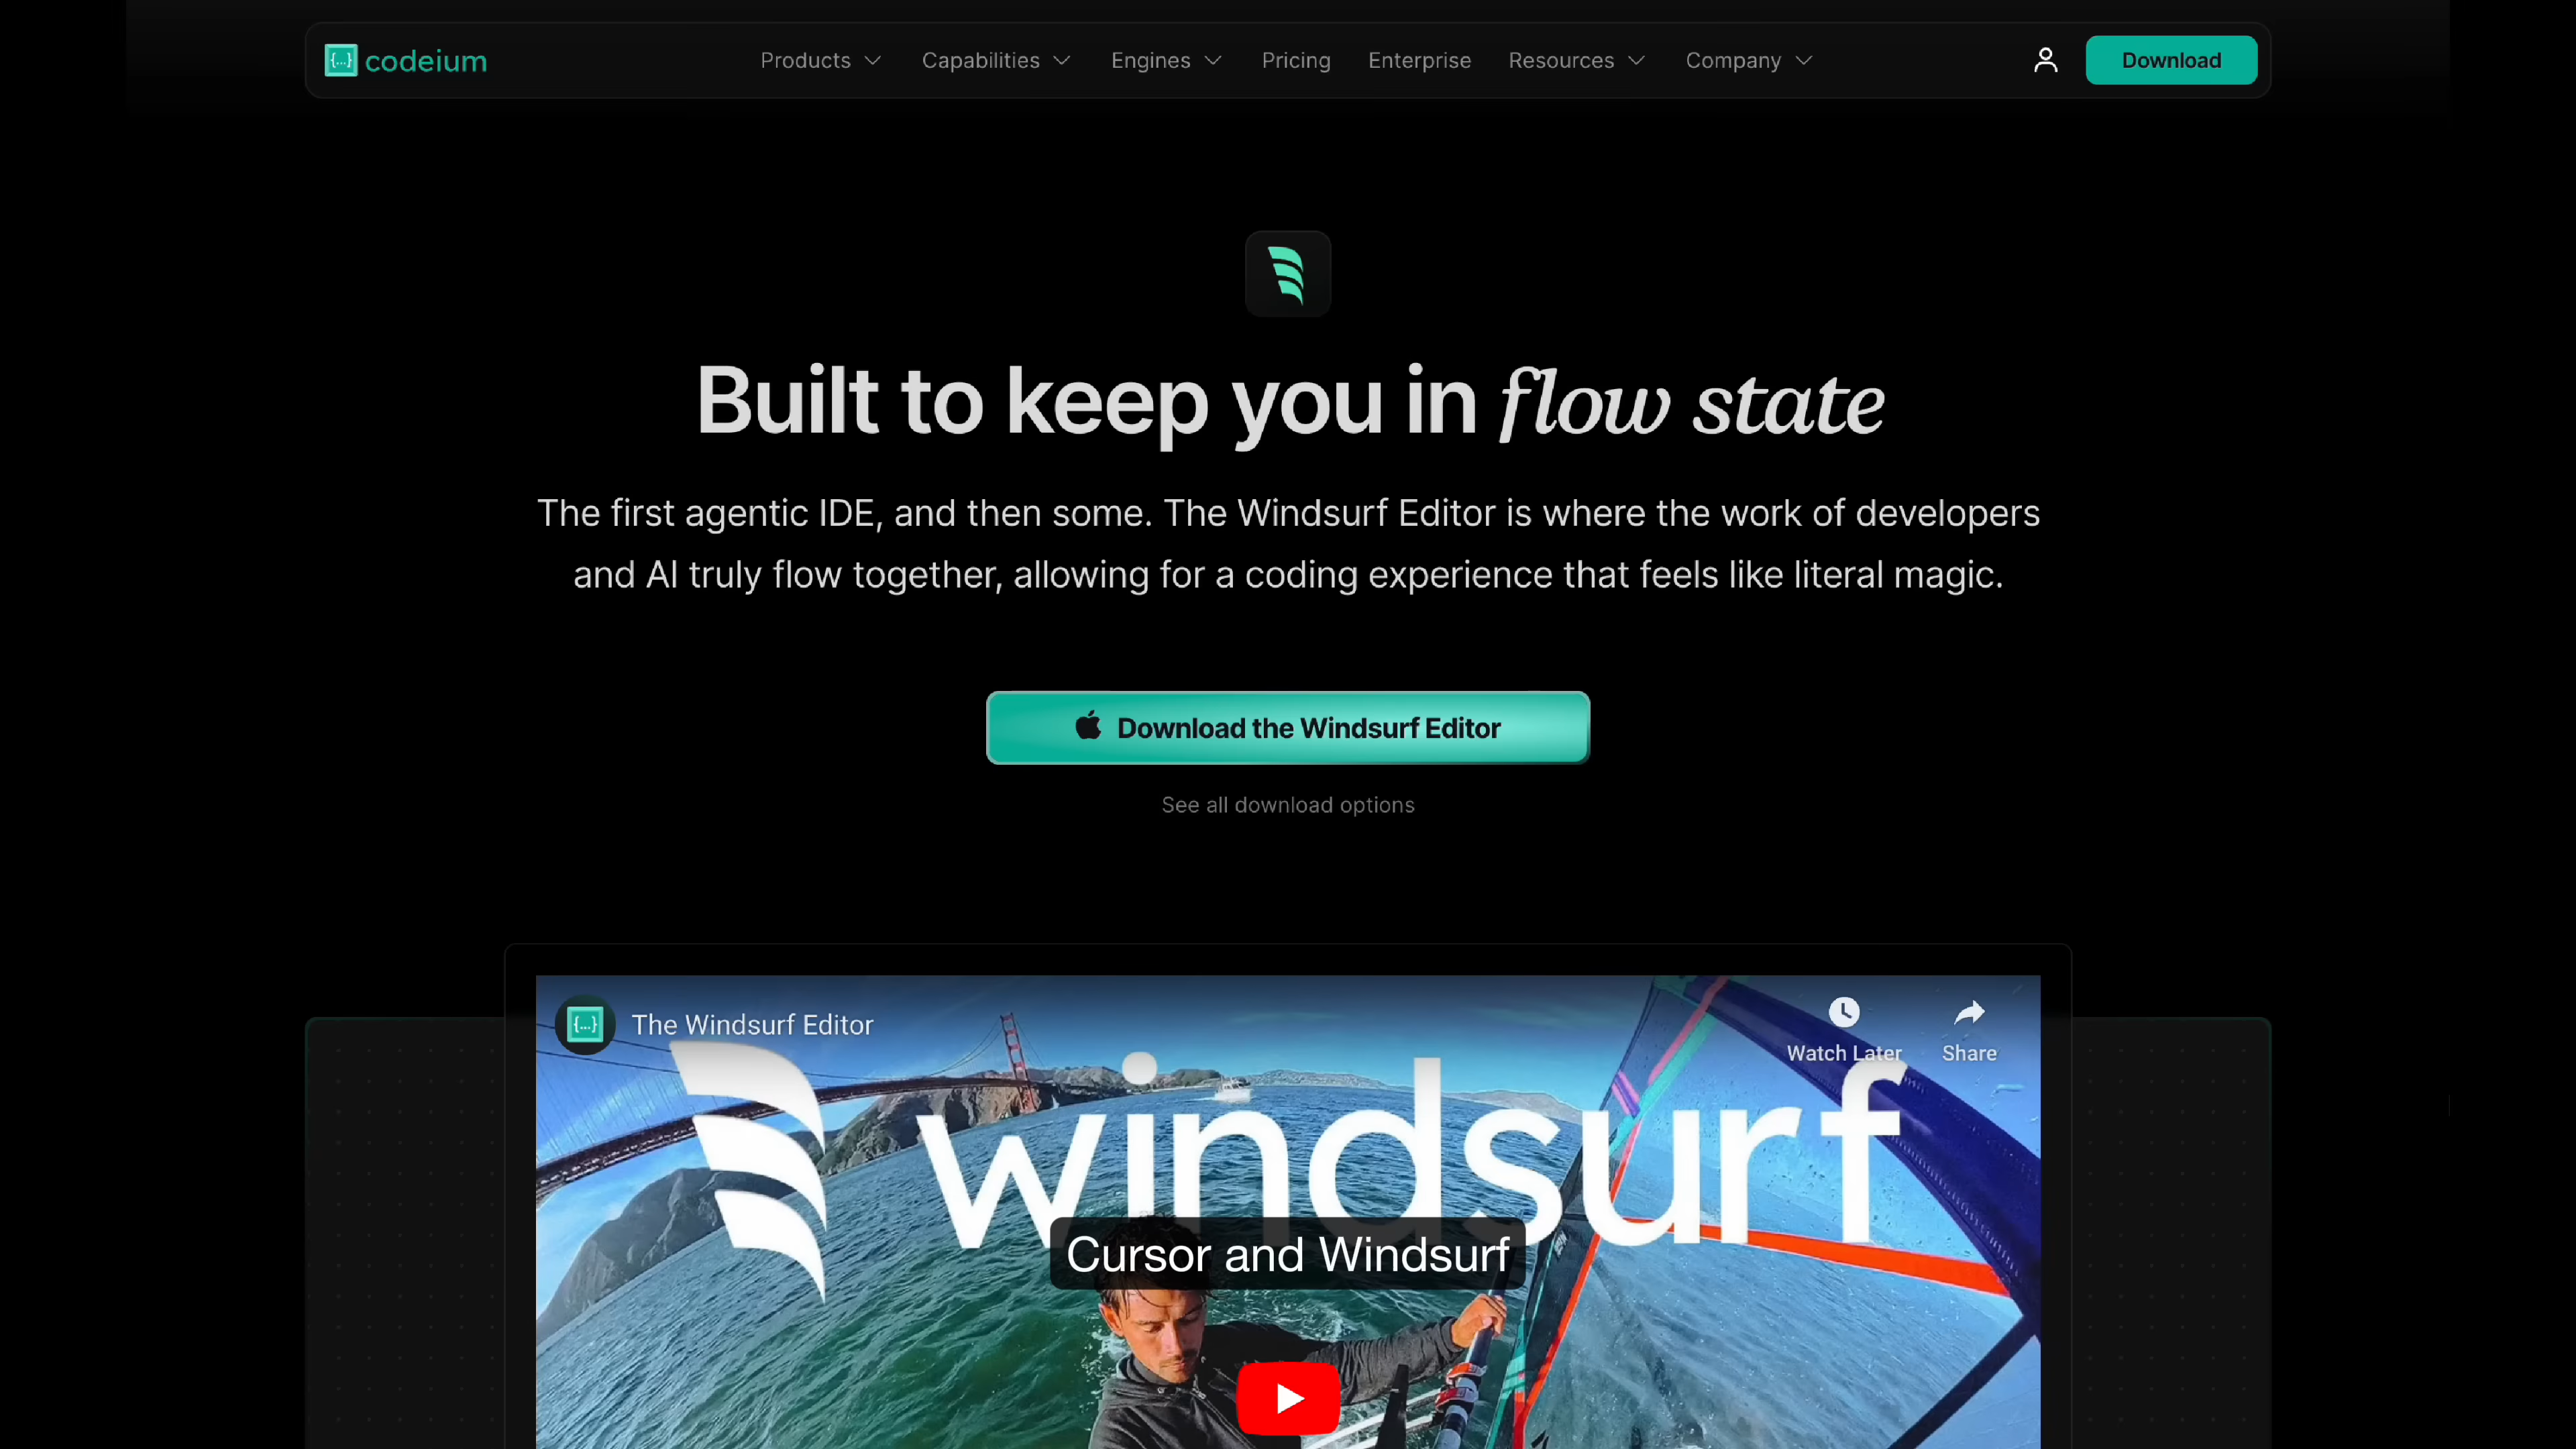 {...} codeium
Products
Capabilities
Engines
Pricing
Enterprise
Resources
Company
Download
Built to keep you in flow state
The first agentic IDE, and then some. The Windsurf Editor is where the work of developers
and AI truly flow together, allowing for a coding experience that feels like literal magic.
Download the Windsurf Editor
See all download options
{...}
The Windsurf Editor
Watch Later
Share
windsurf
Cursor and Windsurf